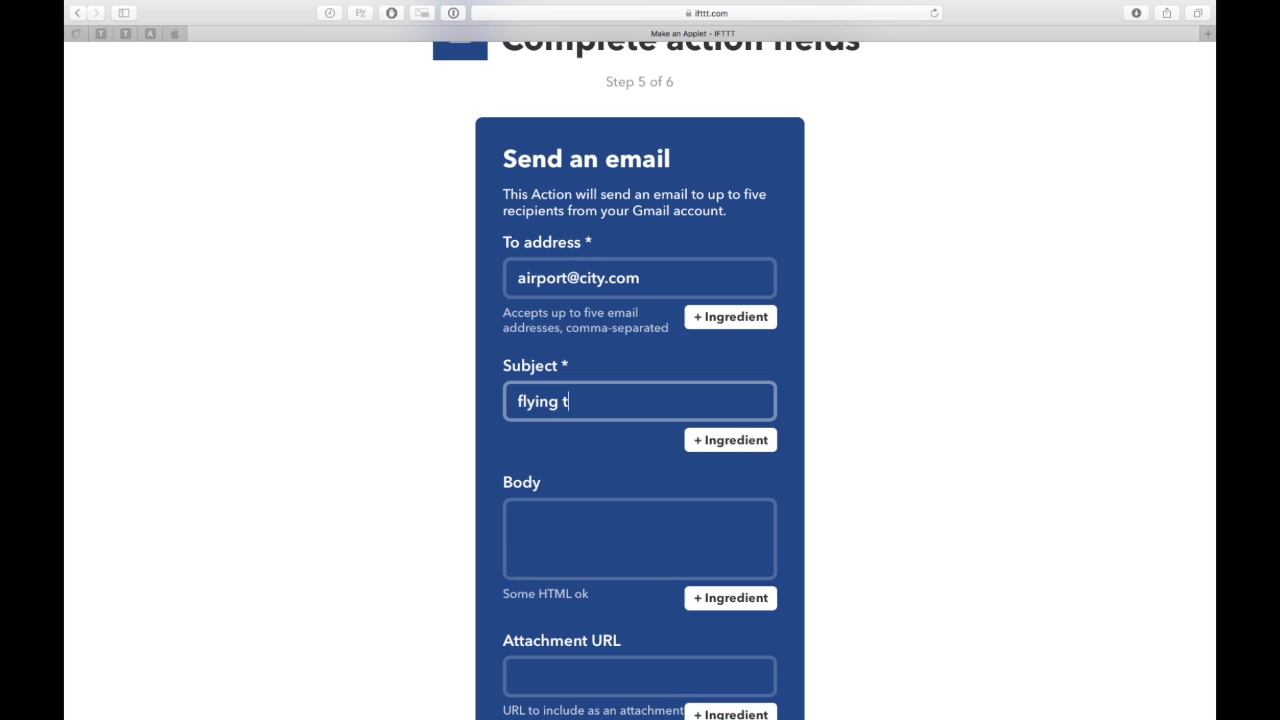 ifttt.com
Make an Applet - IFTTT
Complete action fields
Step 5 of 6
Send an email
This Action will send an email to up to five
recipients from your Gmail account.
To address *
airport@city.com
Accepts up to five email
addresses, comma-separated
+ Ingredient
Subject *
flying t
+ Ingredient
Body
Some HTML ok
+ Ingredient
Attachment URL
URL to include as an attachment
+ Ingredient